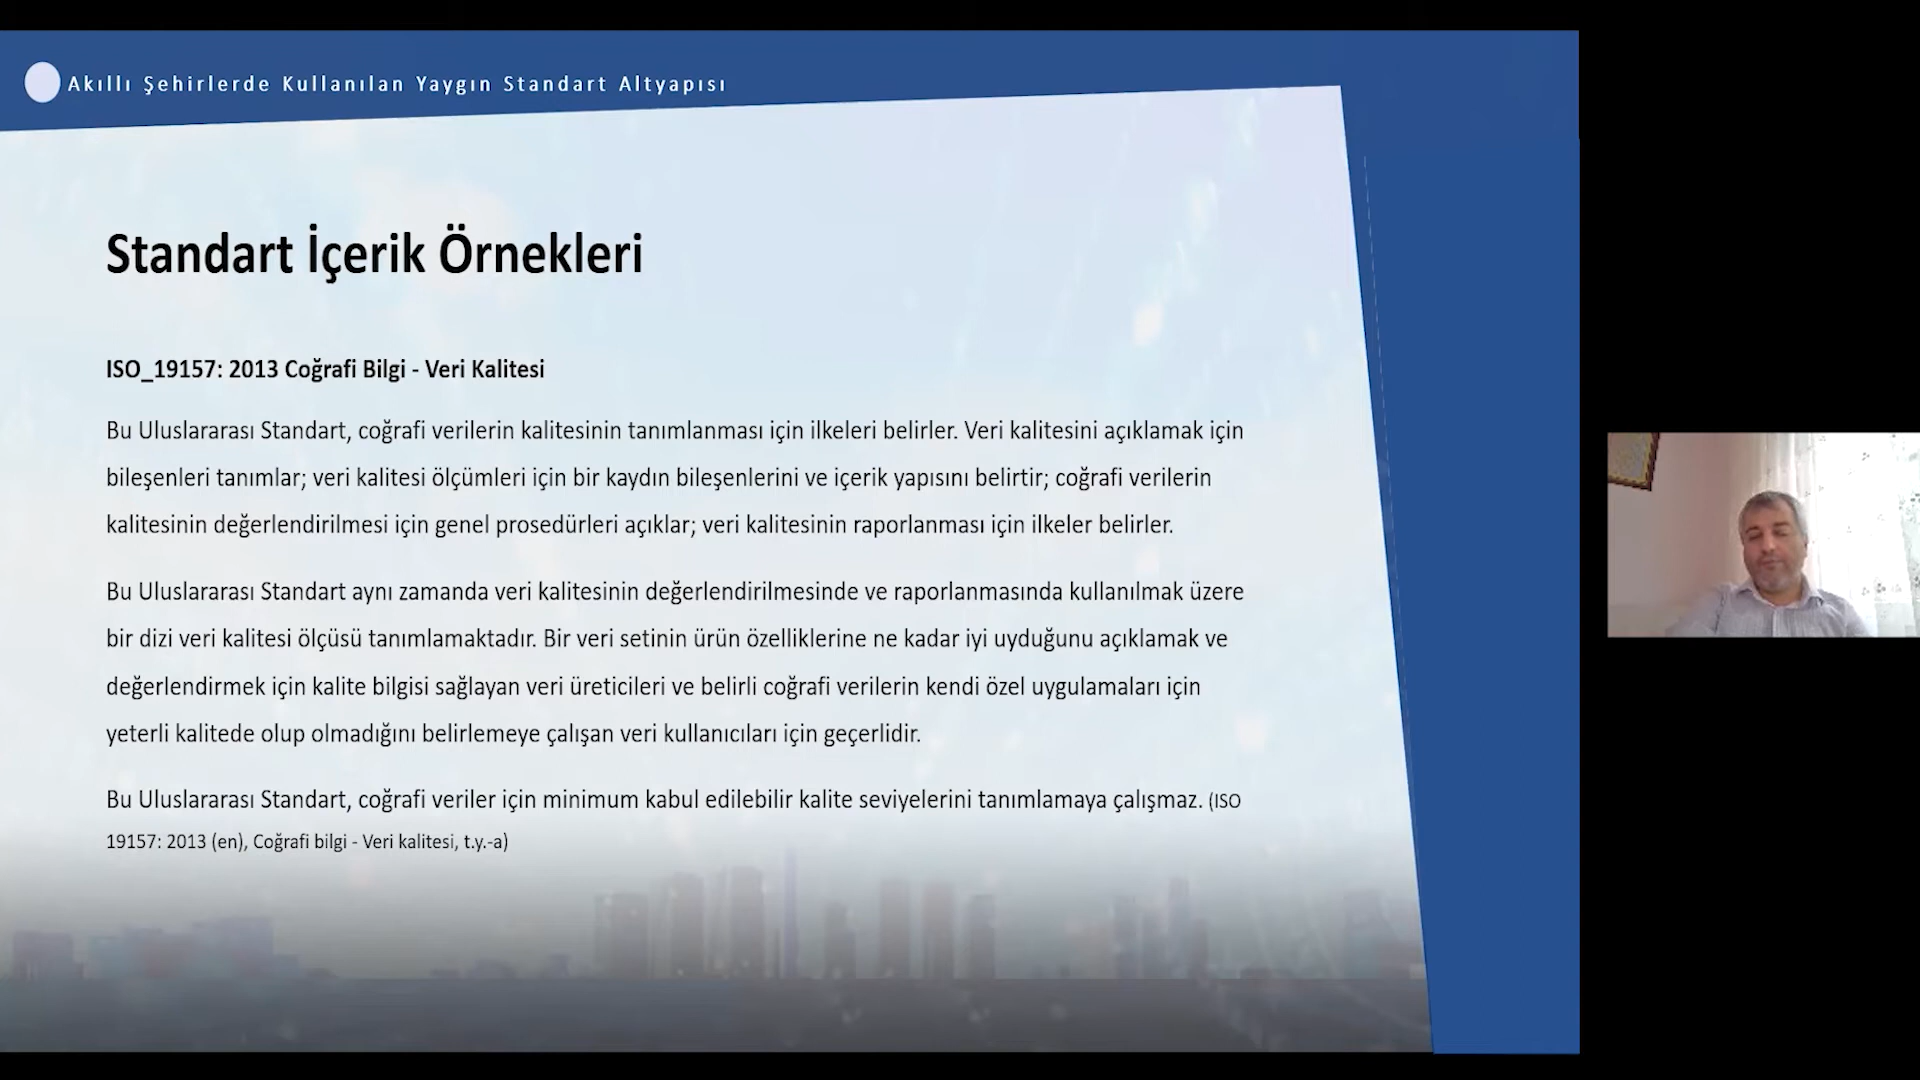 Akıllı Şehirlerde Kullanılan Yaygın Standart Altyapısı
Standart İçerik Örnekleri
ISO_19157: 2013 Coğrafi Bilgi - Veri Kalitesi
Bu Uluslararası Standart, coğrafi verilerin kalitesinin tanımlanması için ilkeleri belirler. Veri kalitesini açıklamak için
bileşenleri tanımlar; veri kalitesi ölçümleri için bir kaydın bileşenlerini ve içerik yapısını belirtir; coğrafi verilerin
kalitesinin değerlendirilmesi için genel prosedürleri açıklar; veri kalitesinin raporlanması için ilkeler belirler.
Bu Uluslararası Standart aynı zamanda veri kalitesinin değerlendirilmesinde ve raporlanmasında kullanılmak üzere
bir dizi veri kalitesi ölçüsü tanımlamaktadır. Bir veri setinin ürün özelliklerine ne kadar iyi uyduğunu açıklamak ve
değerlendirmek için kalite bilgisi sağlayan veri üreticileri ve belirli coğrafi verilerin kendi özel uygulamaları için
yeterli kalitede olup olmadığını belirlemeye çalışan veri kullanıcıları için geçerlidir.
Bu Uluslararası Standart, coğrafi veriler için minimum kabul edilebilir kalite seviyelerini tanımlamaya çalışmaz. (ISO
19157: 2013 (en), Coğrafi bilgi - Veri kalitesi, t.y.-a)